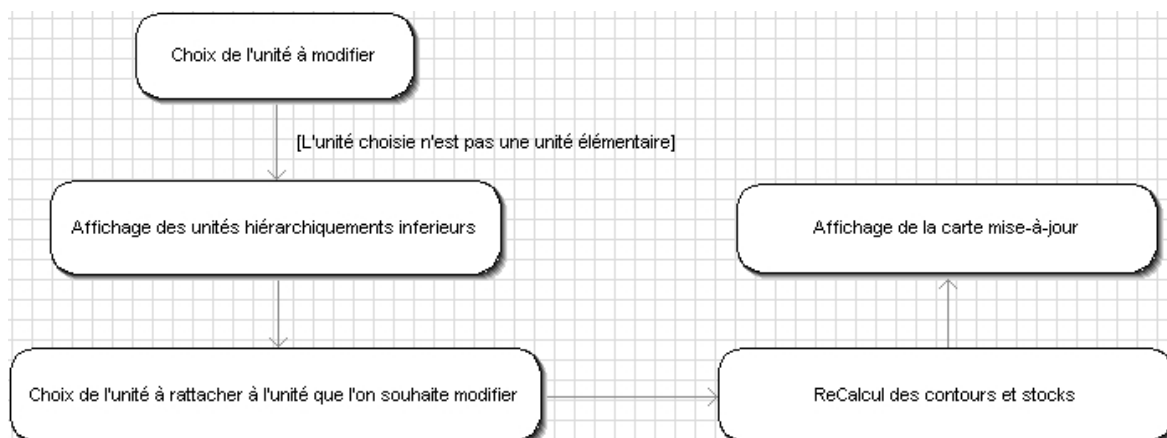 Choix de l'unité à modifier
[L'unité choisie n'est pas une unité élémentaire]
Affichage des unités hiérarchiquements inferieurs
Choix de l'unité à rattacher à l'unité que l'on souhaite modifier
ReCalcul des contours et stocks
Affichage de la carte mise-à-jour